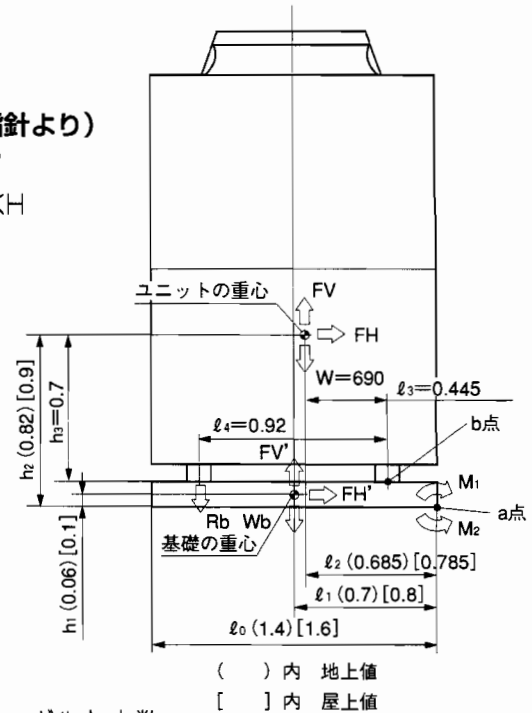 指針より)
ユニットの重心
FV
FH
W=690
ℓ3=0.445
ℓ4=0.92
b点
h2 (0.82) [0.9]
h3=0.7
FV'
FH'
M1
a点
M2
Rb Wb
基礎の重心
h1 (0.06) [0.1]
ℓ2 (0.685) [0.785]
ℓ1 (0.7) [0.8]
ℓ0 (1.4) [1.6]
(　　) 内 地上値
[　　] 内 屋上値